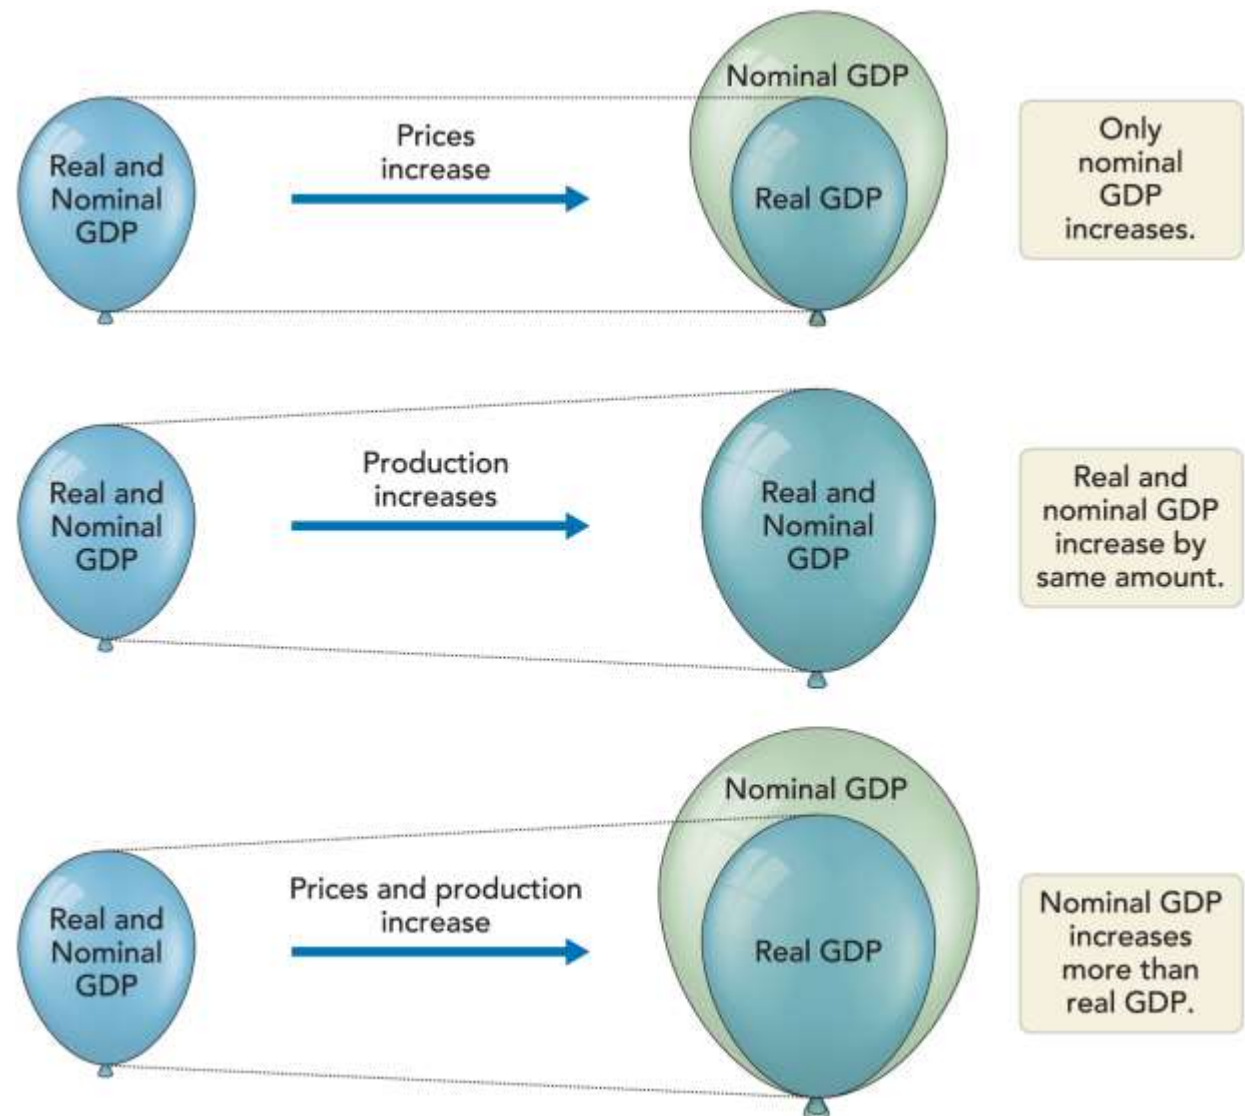 Real and
Nominal
GDP
Prices
increase
Nominal GDP
Real GDP
Only
nominal
GDP
increases.
Real and
Nominal
GDP
Production
increases
Real and
Nominal
GDP
Real and
nominal GDP
increase by
same amount.
Real and
Nominal
GDP
Prices and production
increase
Nominal GDP
Real GDP
Nominal GDP
increases
more than
real GDP.